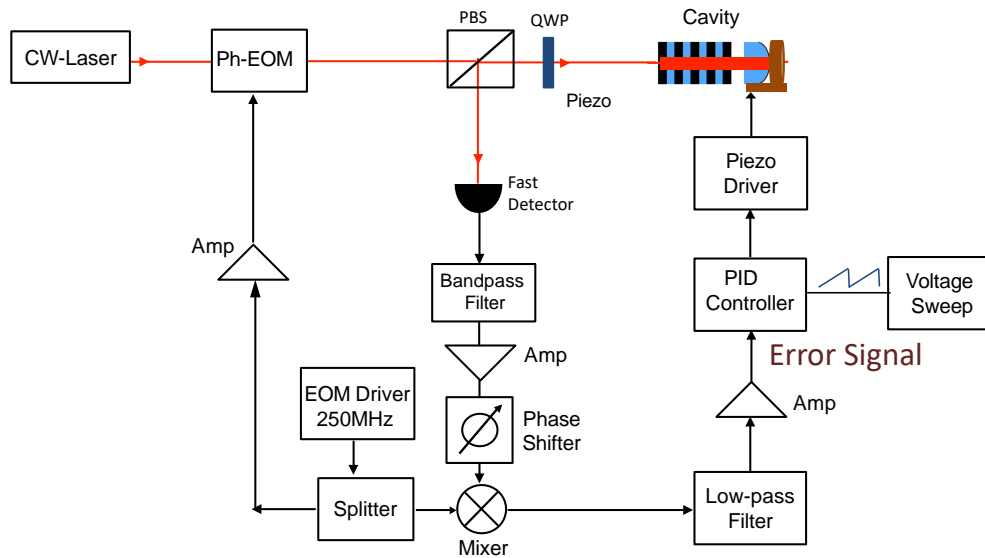 PBS
QWP
Cavity
CW-Laser
Ph-EOM
Piezo
Fast
Detector
Piezo
Driver
Amp
Bandpass
Filter
PID
Controller
Voltage
Sweep
Error Signal
Amp
EOM Driver
250MHz
Phase
Shifter
Amp
Splitter
Mixer
Low-pass
Filter